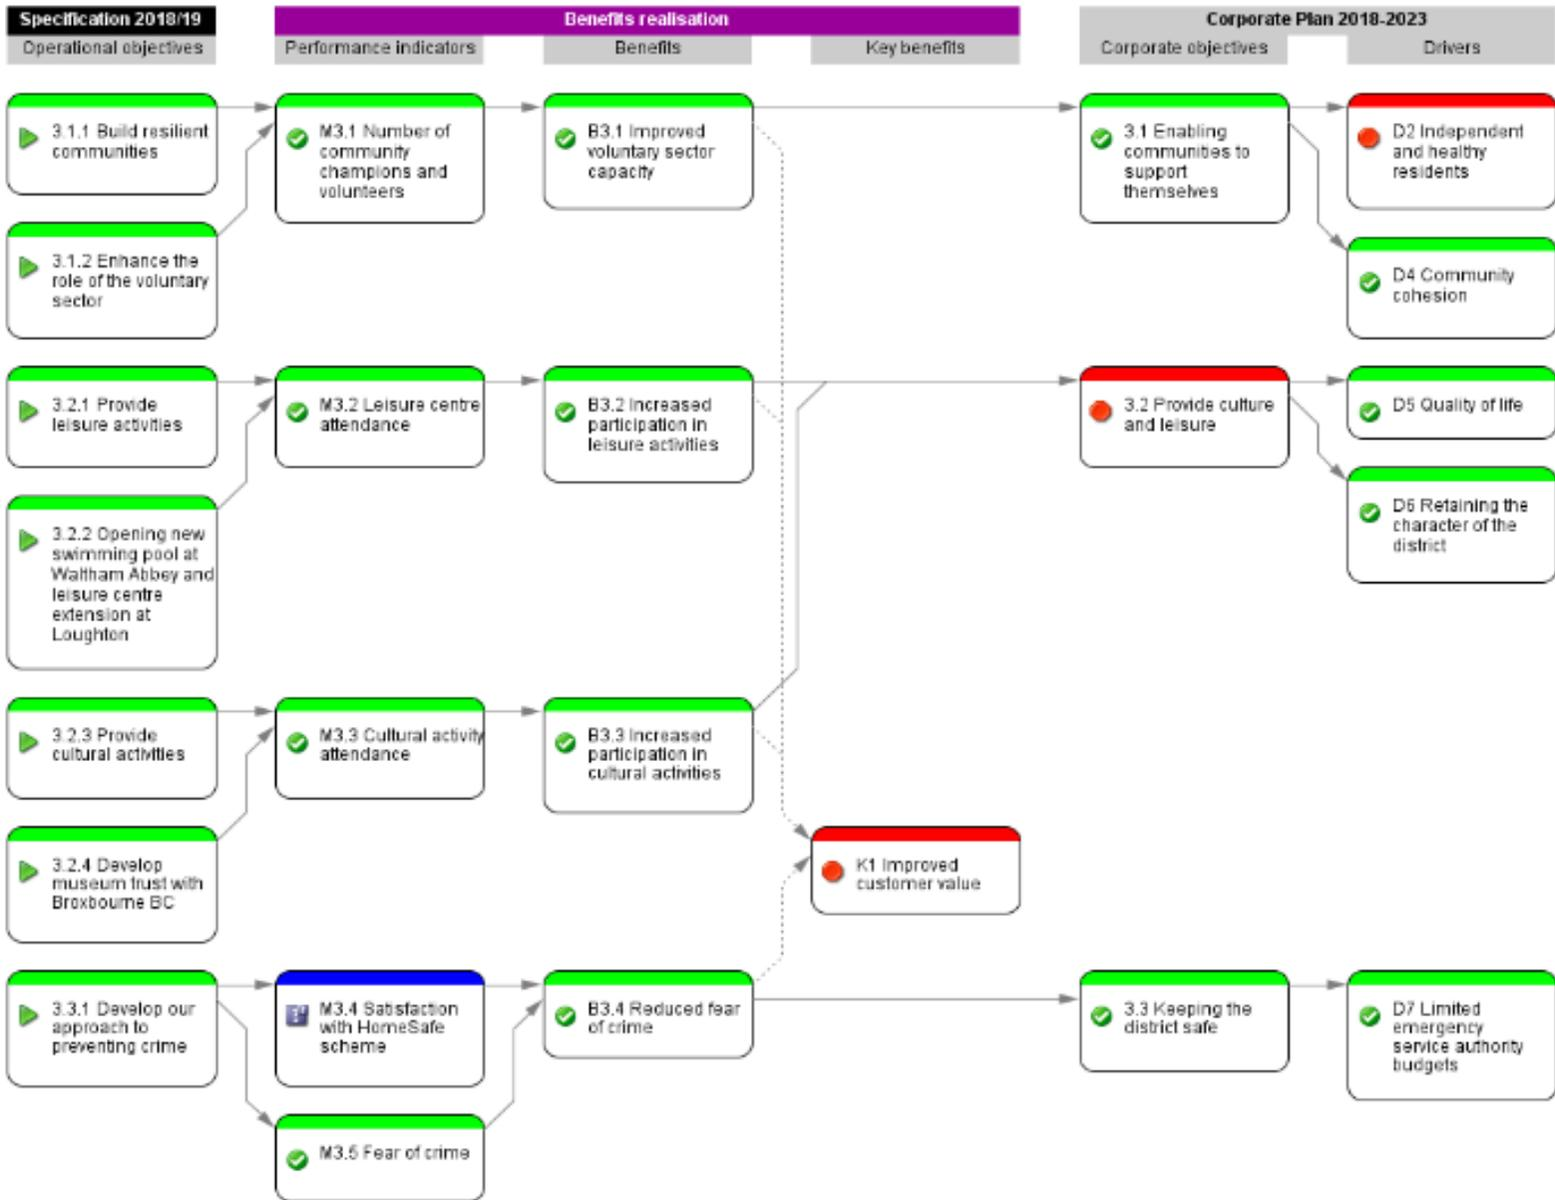 Specification 2018/19
Benefits realisation
Corporate Plan 2018-2023
Operational objectives
Performance indicators
Benefits
Key benefits
Corporate objectives
Drivers
3.1.1 Build resilient
communities
M3.1 Number of
community
champions and
volunteers
B3.1 Improved
voluntary sector
capacity
3.1 Enabling
communities to
support
themselves
D2 Independent
and healthy
residents
3.1.2 Enhance the
role of the voluntary
sector
D4 Community
cohesion
3.2.1 Provide
leisure activities
M3.2 Leisure centre
attendance
B3.2 Increased
participation in
leisure activities
3.2 Provide culture
and leisure
D5 Quality of life
3.2.2 Opening new
swimming pool at
Waltham Abbey and
leisure centre
extension at
Loughton
D6 Retaining the
character of the
district
3.2.3 Provide
cultural activities
M3.3 Cultural activity
attendance
B3.3 Increased
participation in
cultural activities
3.2.4 Develop
museum trust with
Broxbourne BC
K1 Improved
customer value
3.3.1 Develop our
approach to
preventing crime
M3.4 Satisfaction
with HomeSafe
scheme
B3.4 Reduced fear
of crime
3.3 Keeping the
district safe
D7 Limited
emergency
service authority
budgets
M3.5 Fear of crime